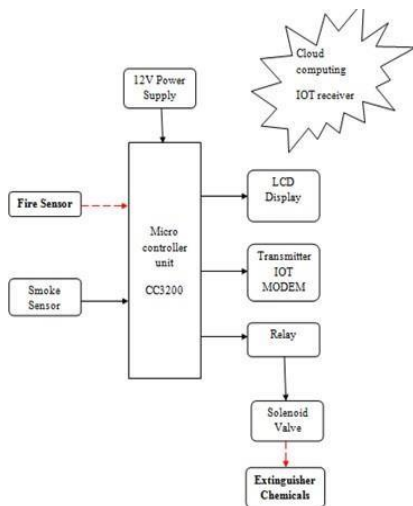 Cloud
computing
IOT receiver
12V Power
Supply
Fire Sensor
LCD
Display
Micro
controller
unit
CC3200
Transmitter
IOT
MODEM
Smoke
Sensor
Relay
Solenoid
Valve
Extinguisher
Chemicals